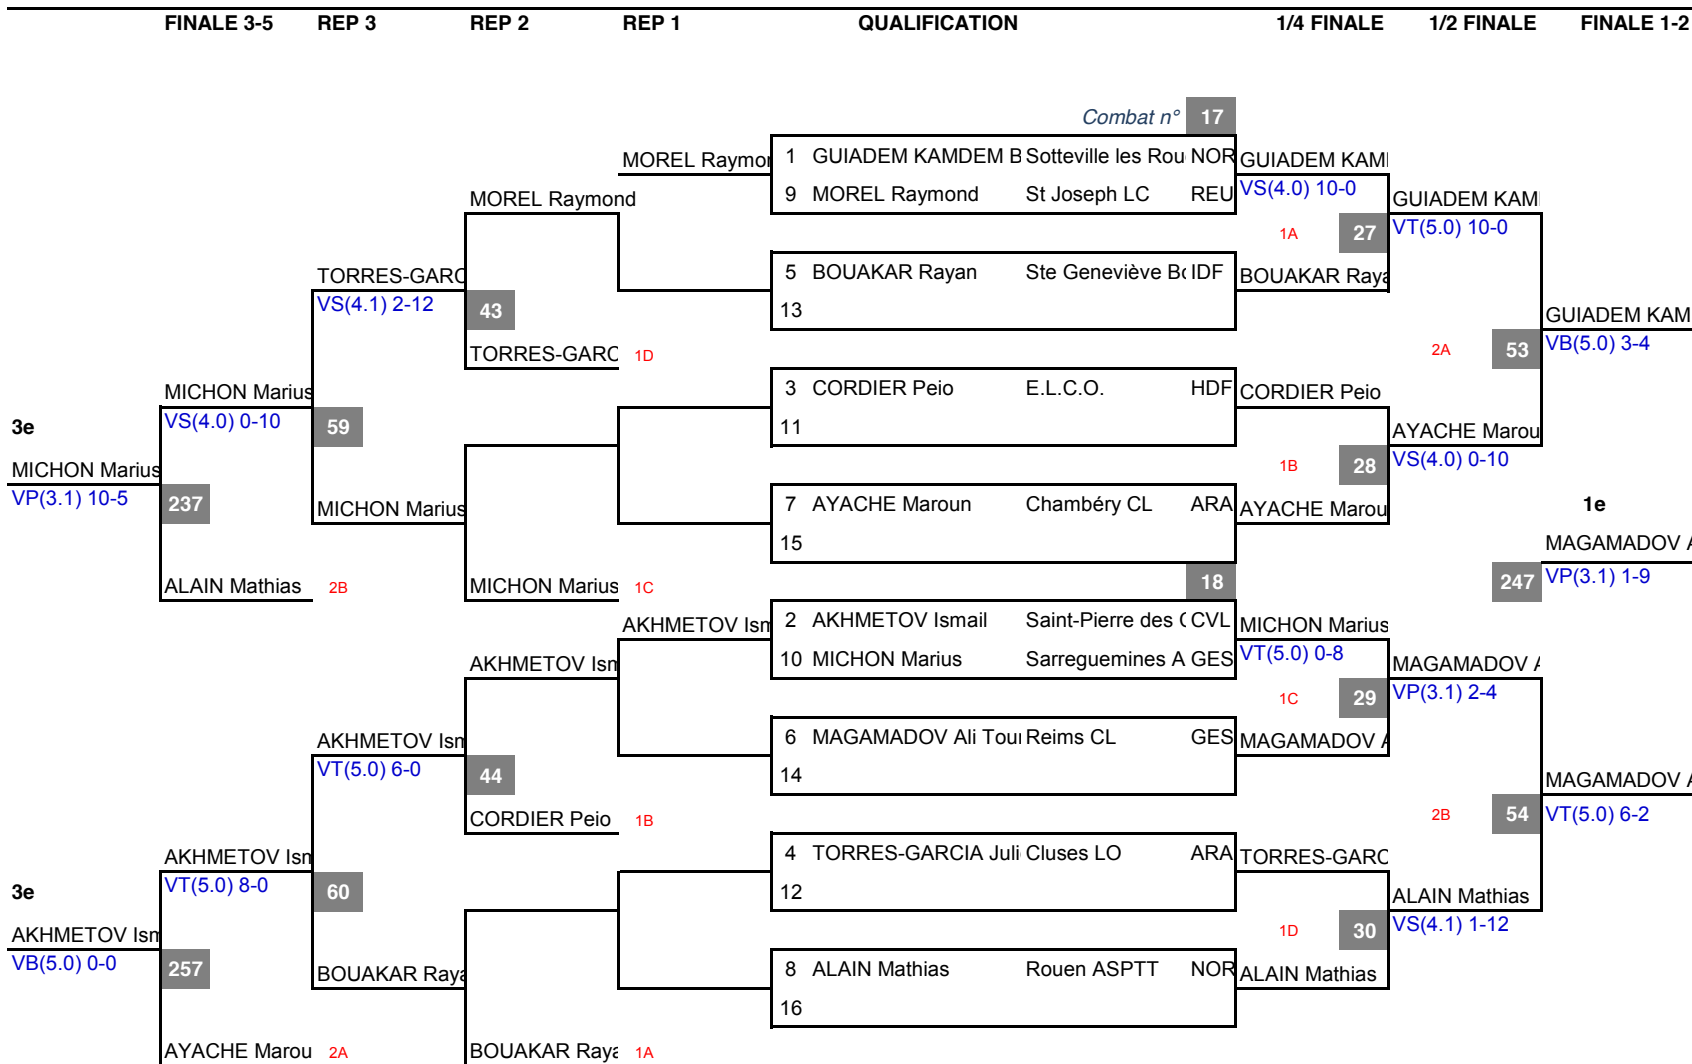 FINALE 3-5 REP 3 REP 2 REP 1 QUALIFICATION 1/4 FINALE 1/2 FINALE FINALE 1-2
Combat n° 17
MOREL Raymor 1 GUIADEM KAMDEM B Sotteville les Rou NOR GUIADEM KAM
9 MOREL Raymond St Joseph LC REU VS(4.0) 10-0
MOREL Raymond GUIADEM KAM
1A 27 VT(5.0) 10-0
TORRES-GARC 5 BOUAKAR Rayan Ste Geneviève Bo IDF BOUAKAR Raya
VS(4.1) 2-12 43 13
GUIADEM KAM
TORRES-GARC 1D 2A 53 VB(5.0) 3-4
MICHON Marius 3 CORDIER Peio E.L.C.O. HDF CORDIER Peio
3e VS(4.0) 0-10 59 11 AYACHE Marou
MICHON Marius 1B 28 VS(4.0) 0-10
VP(3.1) 10-5 237 MICHON Marius 7 AYACHE Maroun Chambéry CL ARA AYACHE Marou 1e
15 MAGAMADOV A
ALAIN Mathias 2B MICHON Marius 1C 18 247 VP(3.1) 1-9
AKHMETOV Ism 2 AKHMETOV Ismail Saint-Pierre des C CVL MICHON Marius
AKHMETOV Ism 10 MICHON Marius Sarreguemines A GES VT(5.0) 0-8 MAGAMADOV A
1C 29 VP(3.1) 2-4
AKHMETOV Ism 6 MAGAMADOV Ali Tour Reims CL GES MAGAMADOV A
VT(5.0) 6-0 44 14 MAGAMADOV A
CORDIER Peio 1B 2B 54 VT(5.0) 6-2
AKHMETOV Ism 4 TORRES-GARCIA Juli Cluses LO ARA TORRES-GARC
3e VT(5.0) 8-0 60 12 ALAIN Mathias
AKHMETOV Ism 1D 30 VS(4.1) 1-12
VB(5.0) 0-0 257 BOUAKAR Raya 8 ALAIN Mathias Rouen ASPTT NOR ALAIN Mathias
16
AYACHE Marou 2A BOUAKAR Raya 1A